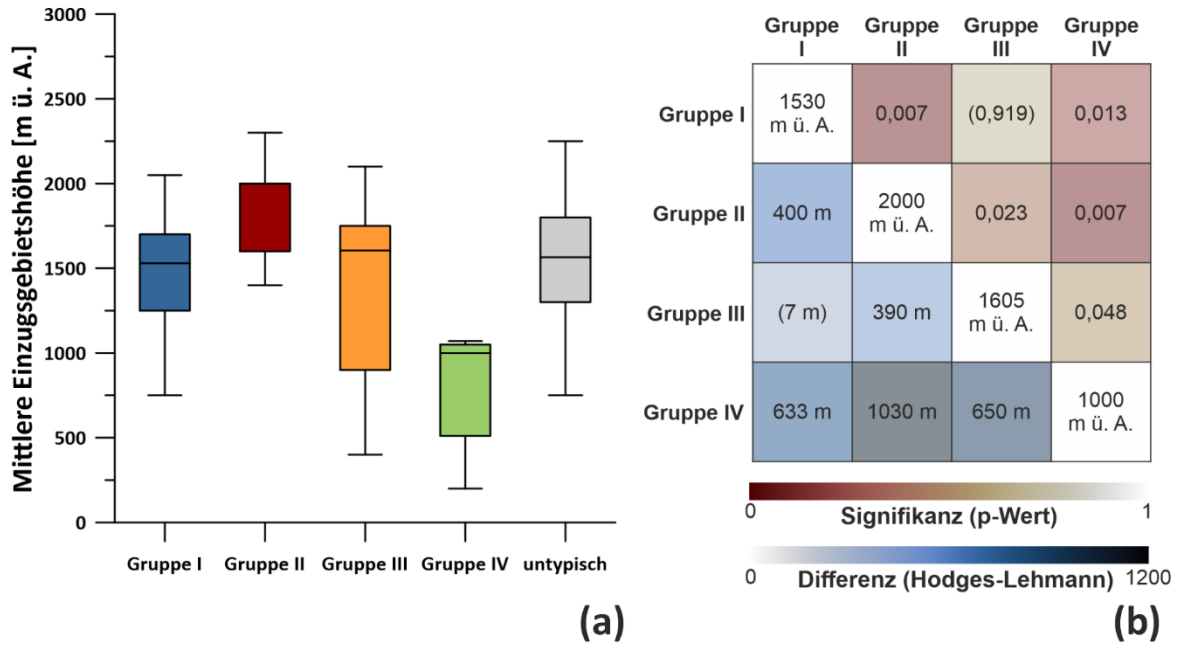 Mittlere Einzugsgebietshöhe [m ü. A.]
3000
2500
2000
1500
1000
500
0
Gruppe I
Gruppe II
Gruppe III
Gruppe IV
untypisch
(a)
Gruppe
I
Gruppe
II
Gruppe
III
Gruppe
IV
Gruppe I
1530
m ü. A.
0,007
(0,919)
0,013
Gruppe II
400 m
2000
m ü. A.
0,023
0,007
Gruppe III
(7 m)
390 m
1605
m ü. A.
0,048
Gruppe IV
633 m
1030 m
650 m
1000
m ü. A.
0
Signifikanz (p-Wert)
1
0
Differenz (Hodges-Lehmann)
1200
(b)